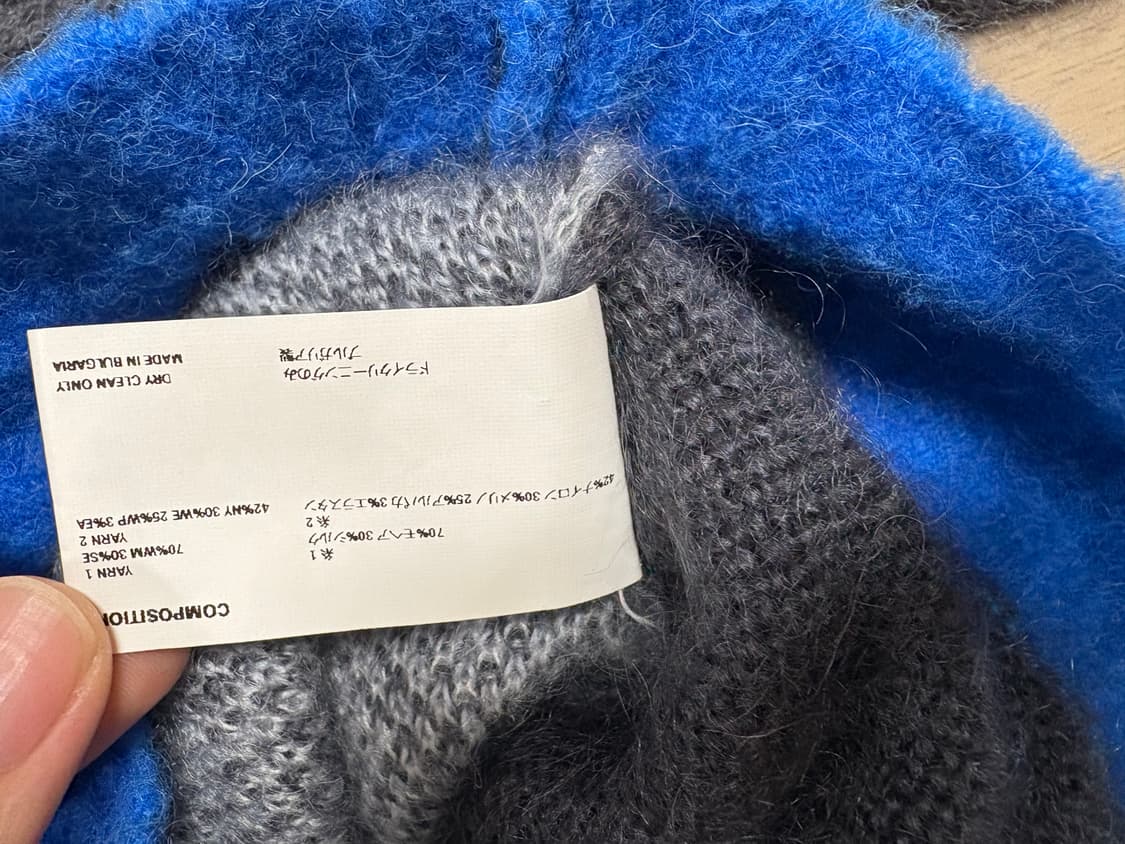 COMPOSITION
YARN 1
70%WM 30%SE
YARN 2
42%NY 30%WE 25%WP 3%EA
糸 1
70%モヘア 30%シルク
糸 2
42%ナイロン 30%メリノ 25%アルパカ 3%エラスタン
DRY CLEAN ONLY
MADE IN BULGARIA
ドライクリーニングのみ
ブルガリア製